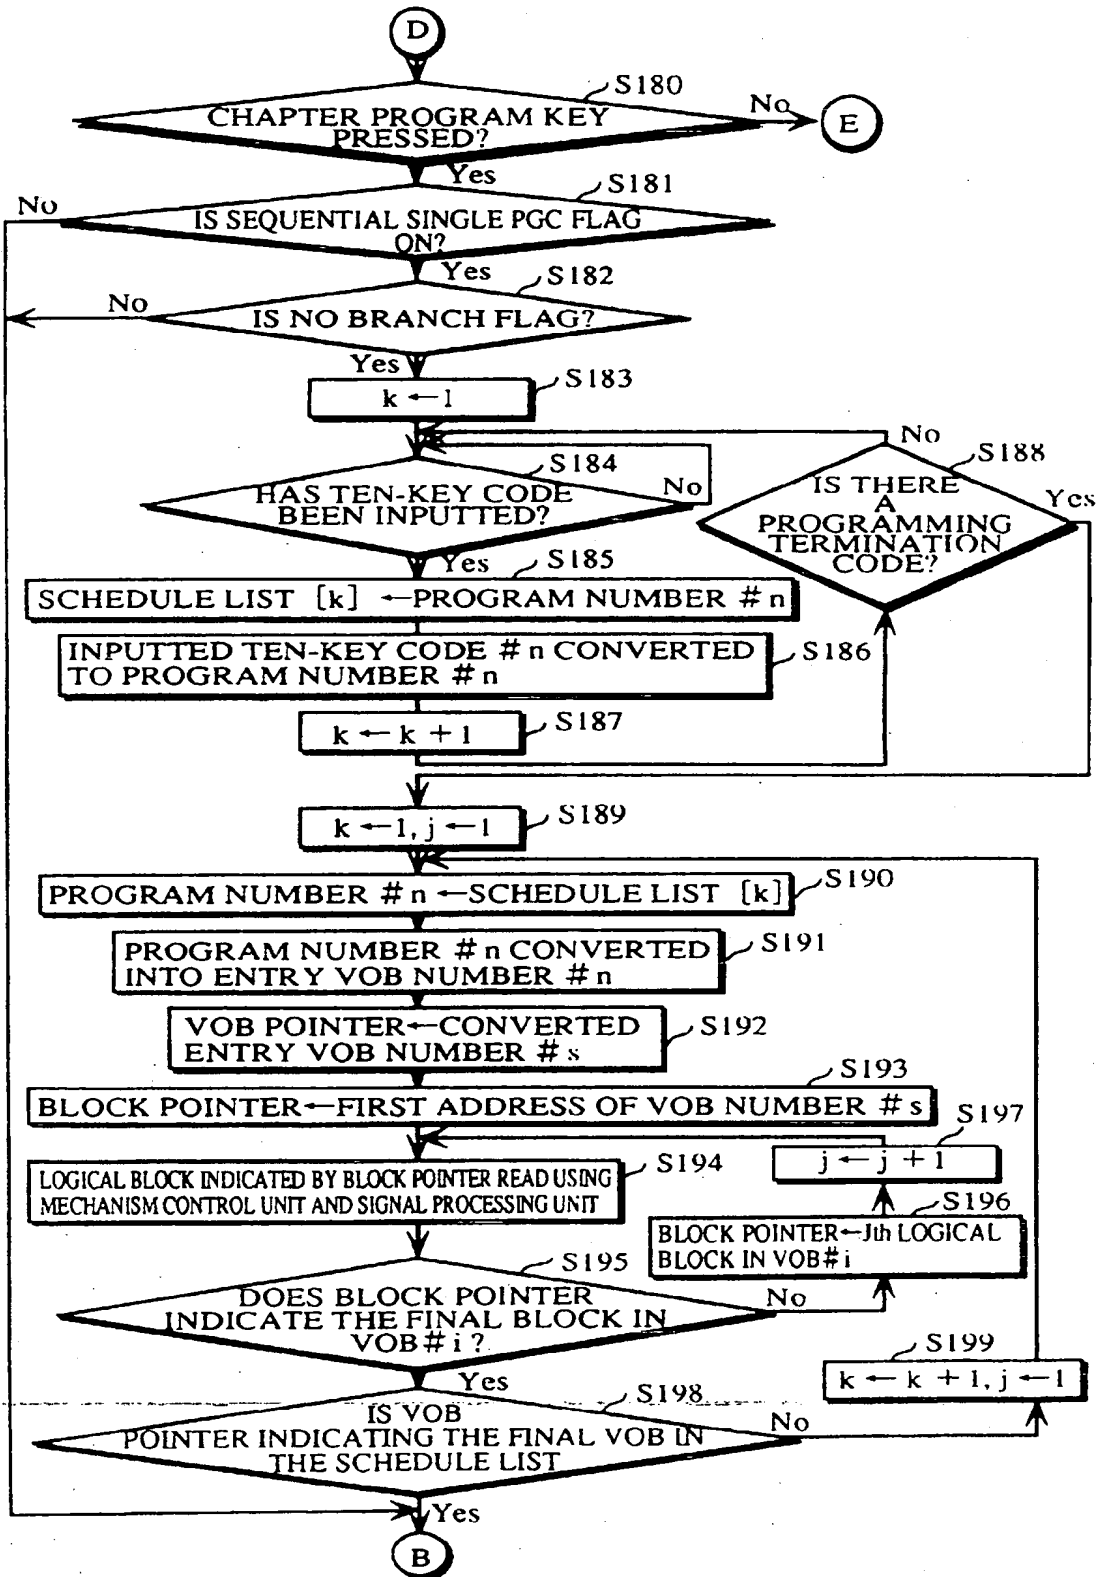 D
S180
CHAPTER PROGRAM KEY
PRESSED?
No
E
Yes
S181
No
IS SEQUENTIAL SINGLE PGC FLAG
ON?
Yes
S182
No
IS NO BRANCH FLAG?
Yes
S183
k ← 1
No
S184
S188
HAS TEN-KEY CODE
BEEN INPUTTED?
No
IS THERE
A
PROGRAMMING
TERMINATION
CODE?
Yes
Yes
S185
SCHEDULE LIST [k] ←PROGRAM NUMBER #n
INPUTTED TEN-KEY CODE #n CONVERTED
TO PROGRAM NUMBER #n
S186
S187
k ← k + 1
S189
k ← 1, j ← 1
S190
PROGRAM NUMBER #n ←SCHEDULE LIST [k]
S191
PROGRAM NUMBER #n CONVERTED
INTO ENTRY VOB NUMBER #n
S192
VOB POINTER←CONVERTED
ENTRY VOB NUMBER #s
S193
BLOCK POINTER←FIRST ADDRESS OF VOB NUMBER #s
S197
j ← j + 1
S194
LOGICAL BLOCK INDICATED BY BLOCK POINTER READ USING
MECHANISM CONTROL UNIT AND SIGNAL PROCESSING UNIT
S196
BLOCK POINTER←Jth LOGICAL
BLOCK IN VOB#i
S195
DOES BLOCK POINTER
INDICATE THE FINAL BLOCK IN
VOB#i ?
No
Yes
S199
k ← k + 1, j ← 1
S198
IS VOB
POINTER INDICATING THE FINAL VOB IN
THE SCHEDULE LIST
No
Yes
B